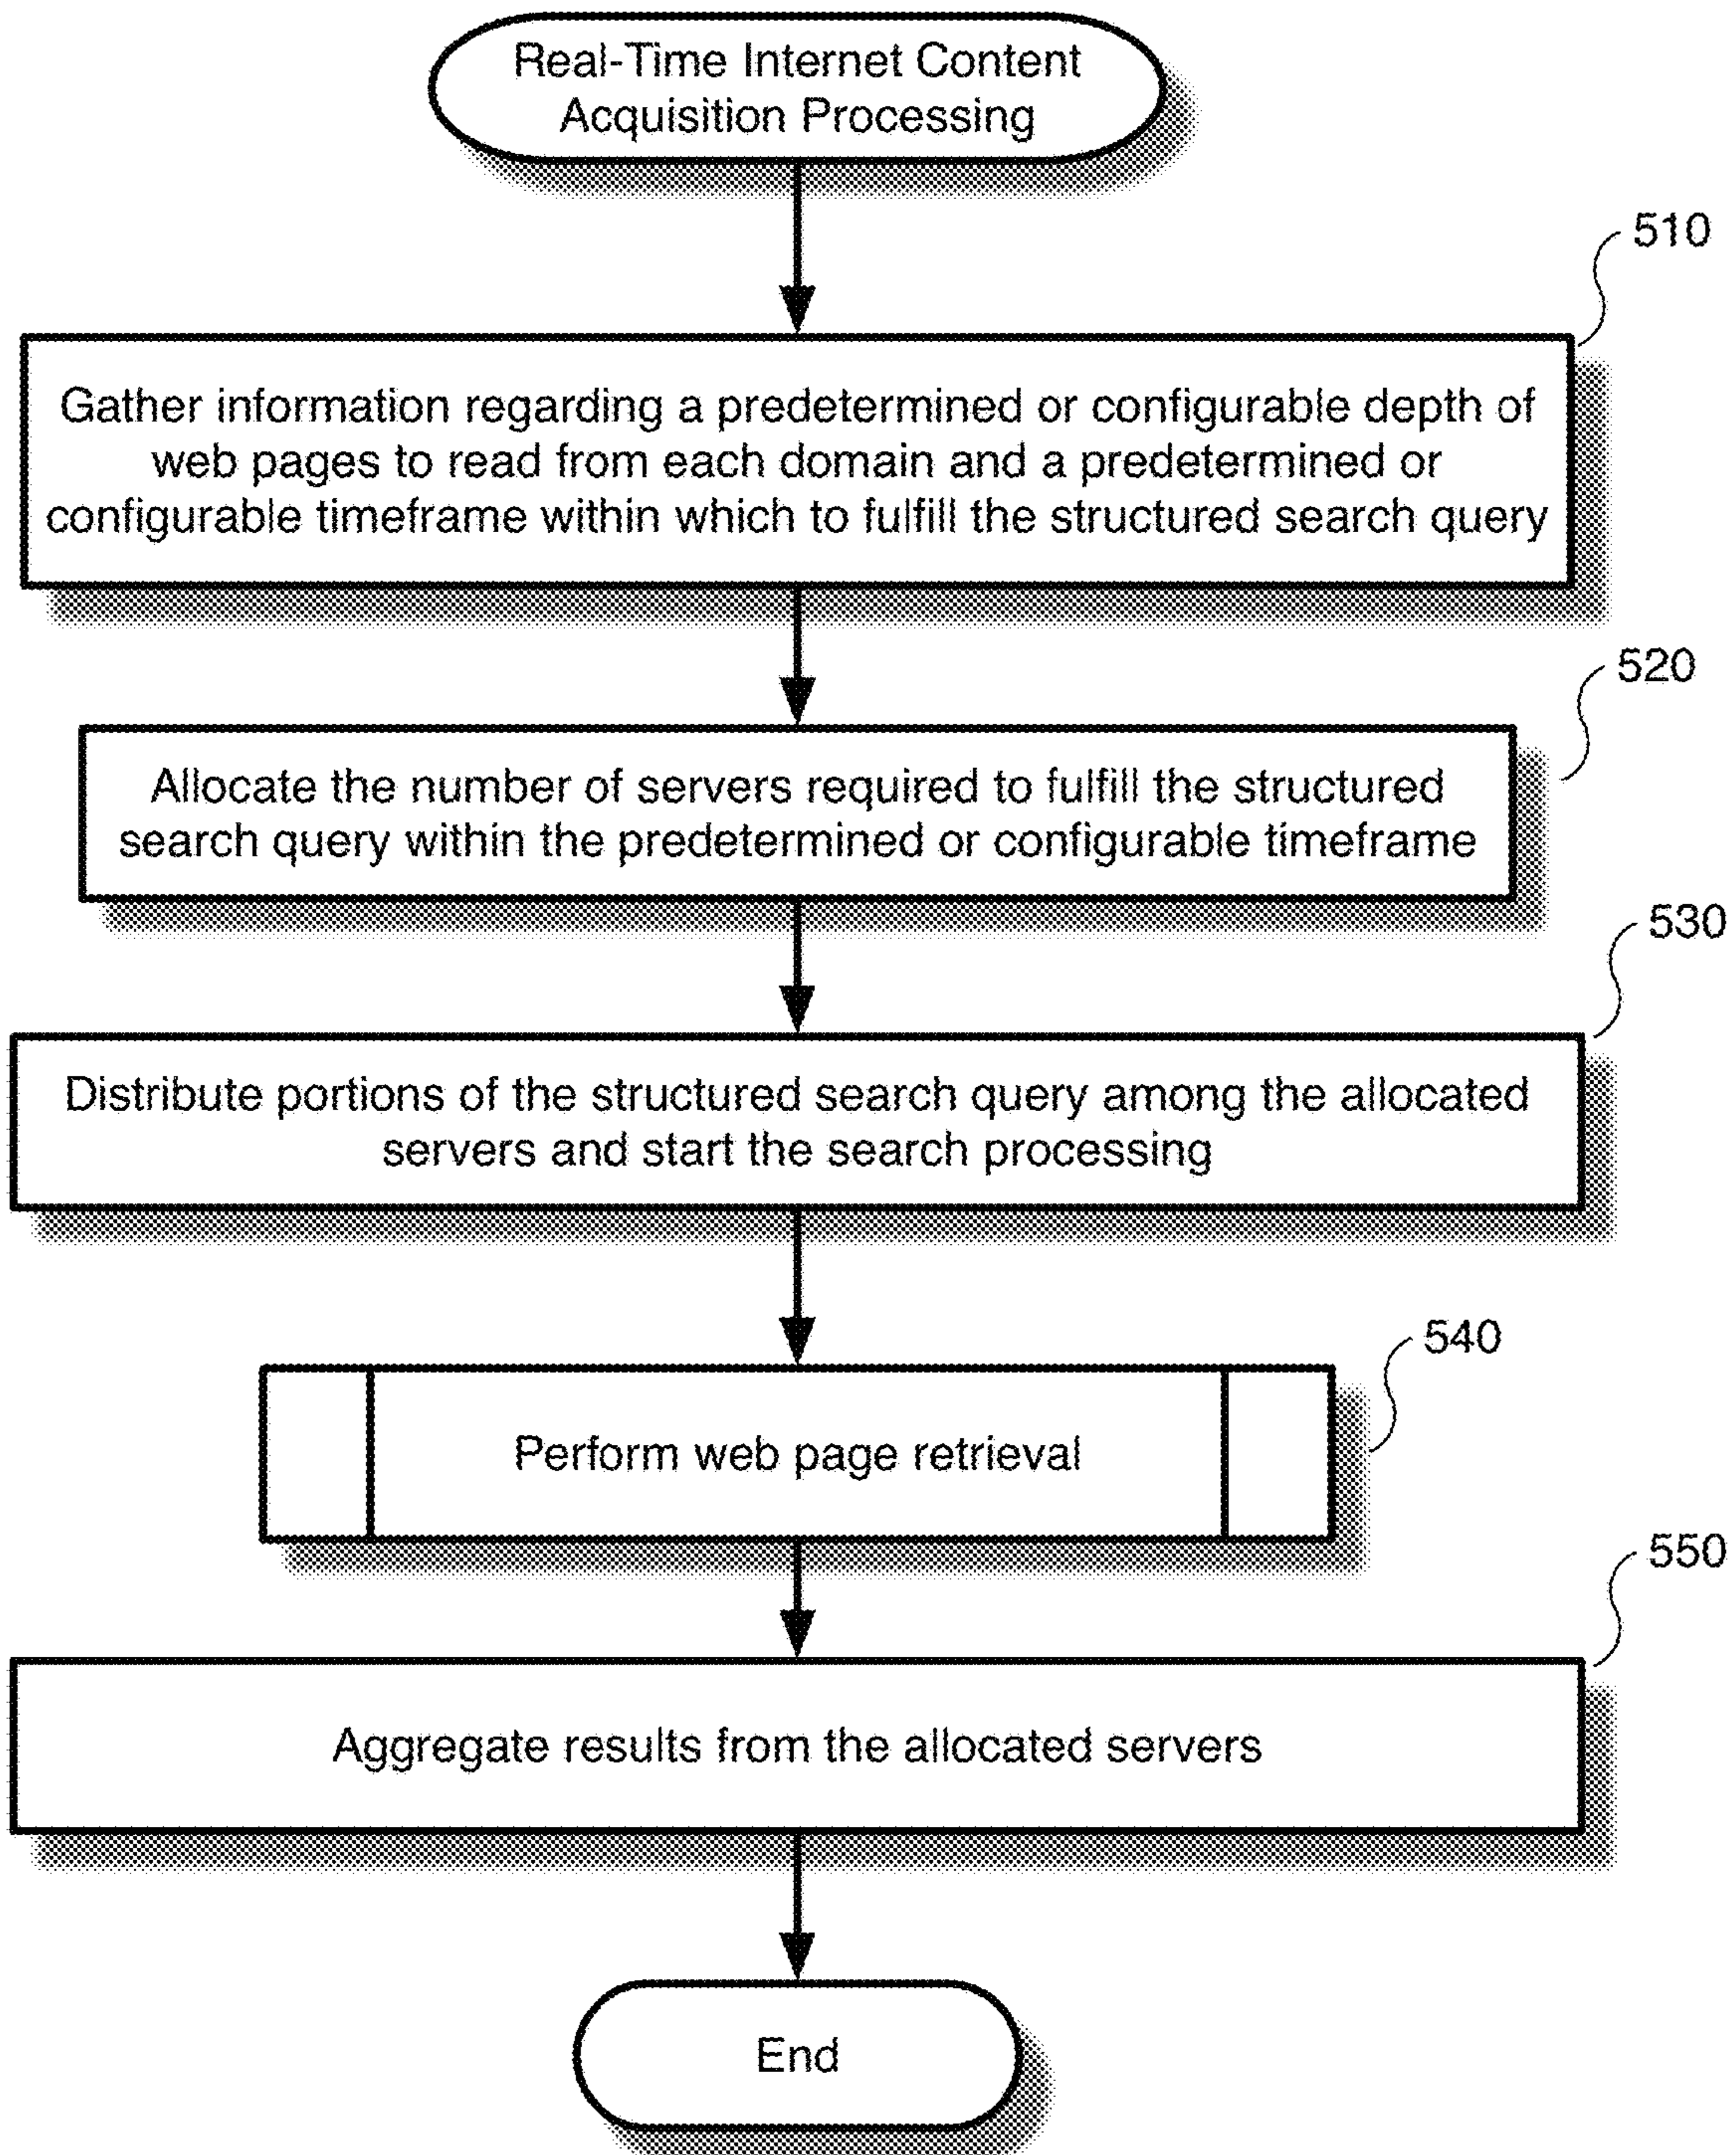 Real-Time Internet Content
Acquisition Processing
510
Gather information regarding a predetermined or configurable depth of
web pages to read from each domain and a predetermined or
configurable timeframe within which to fulfill the structured search query
520
Allocate the number of servers required to fulfill the structured
search query within the predetermined or configurable timeframe
530
Distribute portions of the structured search query among the allocated
servers and start the search processing
540
Perform web page retrieval
550
Aggregate results from the allocated servers
End